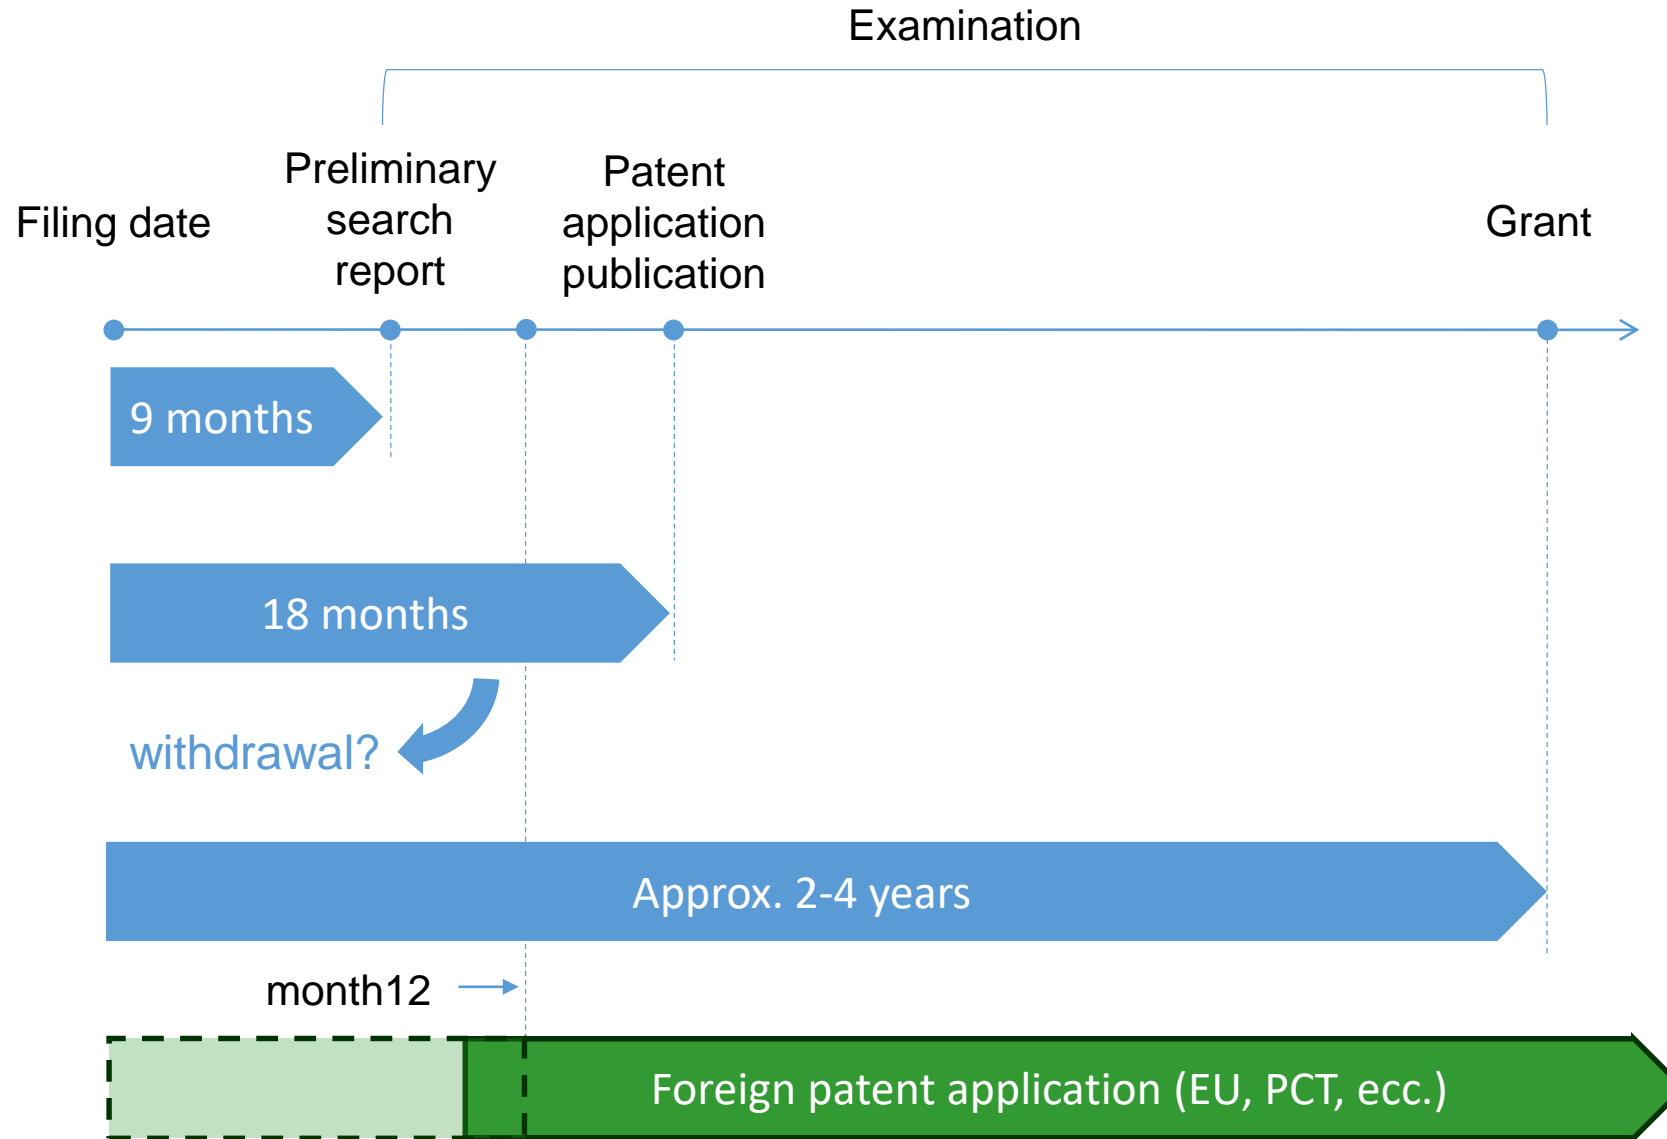 Examination
Filing date
Preliminary
search
report
Patent
application
publication
Grant
9 months
18 months
withdrawal?
Approx. 2-4 years
month12
Foreign patent application (EU, PCT, ecc.)